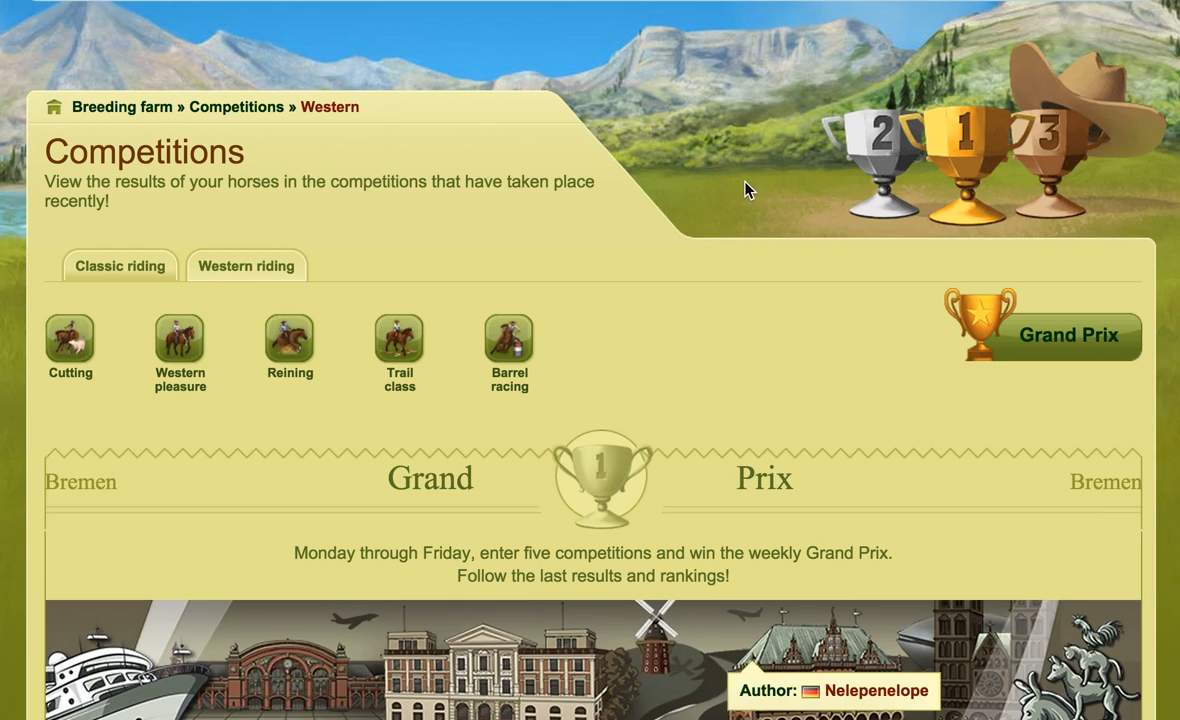 Breeding farm » Competitions » Western
2 1 3
Competitions
View the results of your horses in the competitions that have taken place
recently!
Classic riding
Western riding
Grand Prix
Cutting
Western
pleasure
Reining
Trail
class
Barrel
racing
1
Bremen
Grand
Prix
Bremen
Monday through Friday, enter five competitions and win the weekly Grand Prix.
Follow the last results and rankings!
Author: Nelepenelope